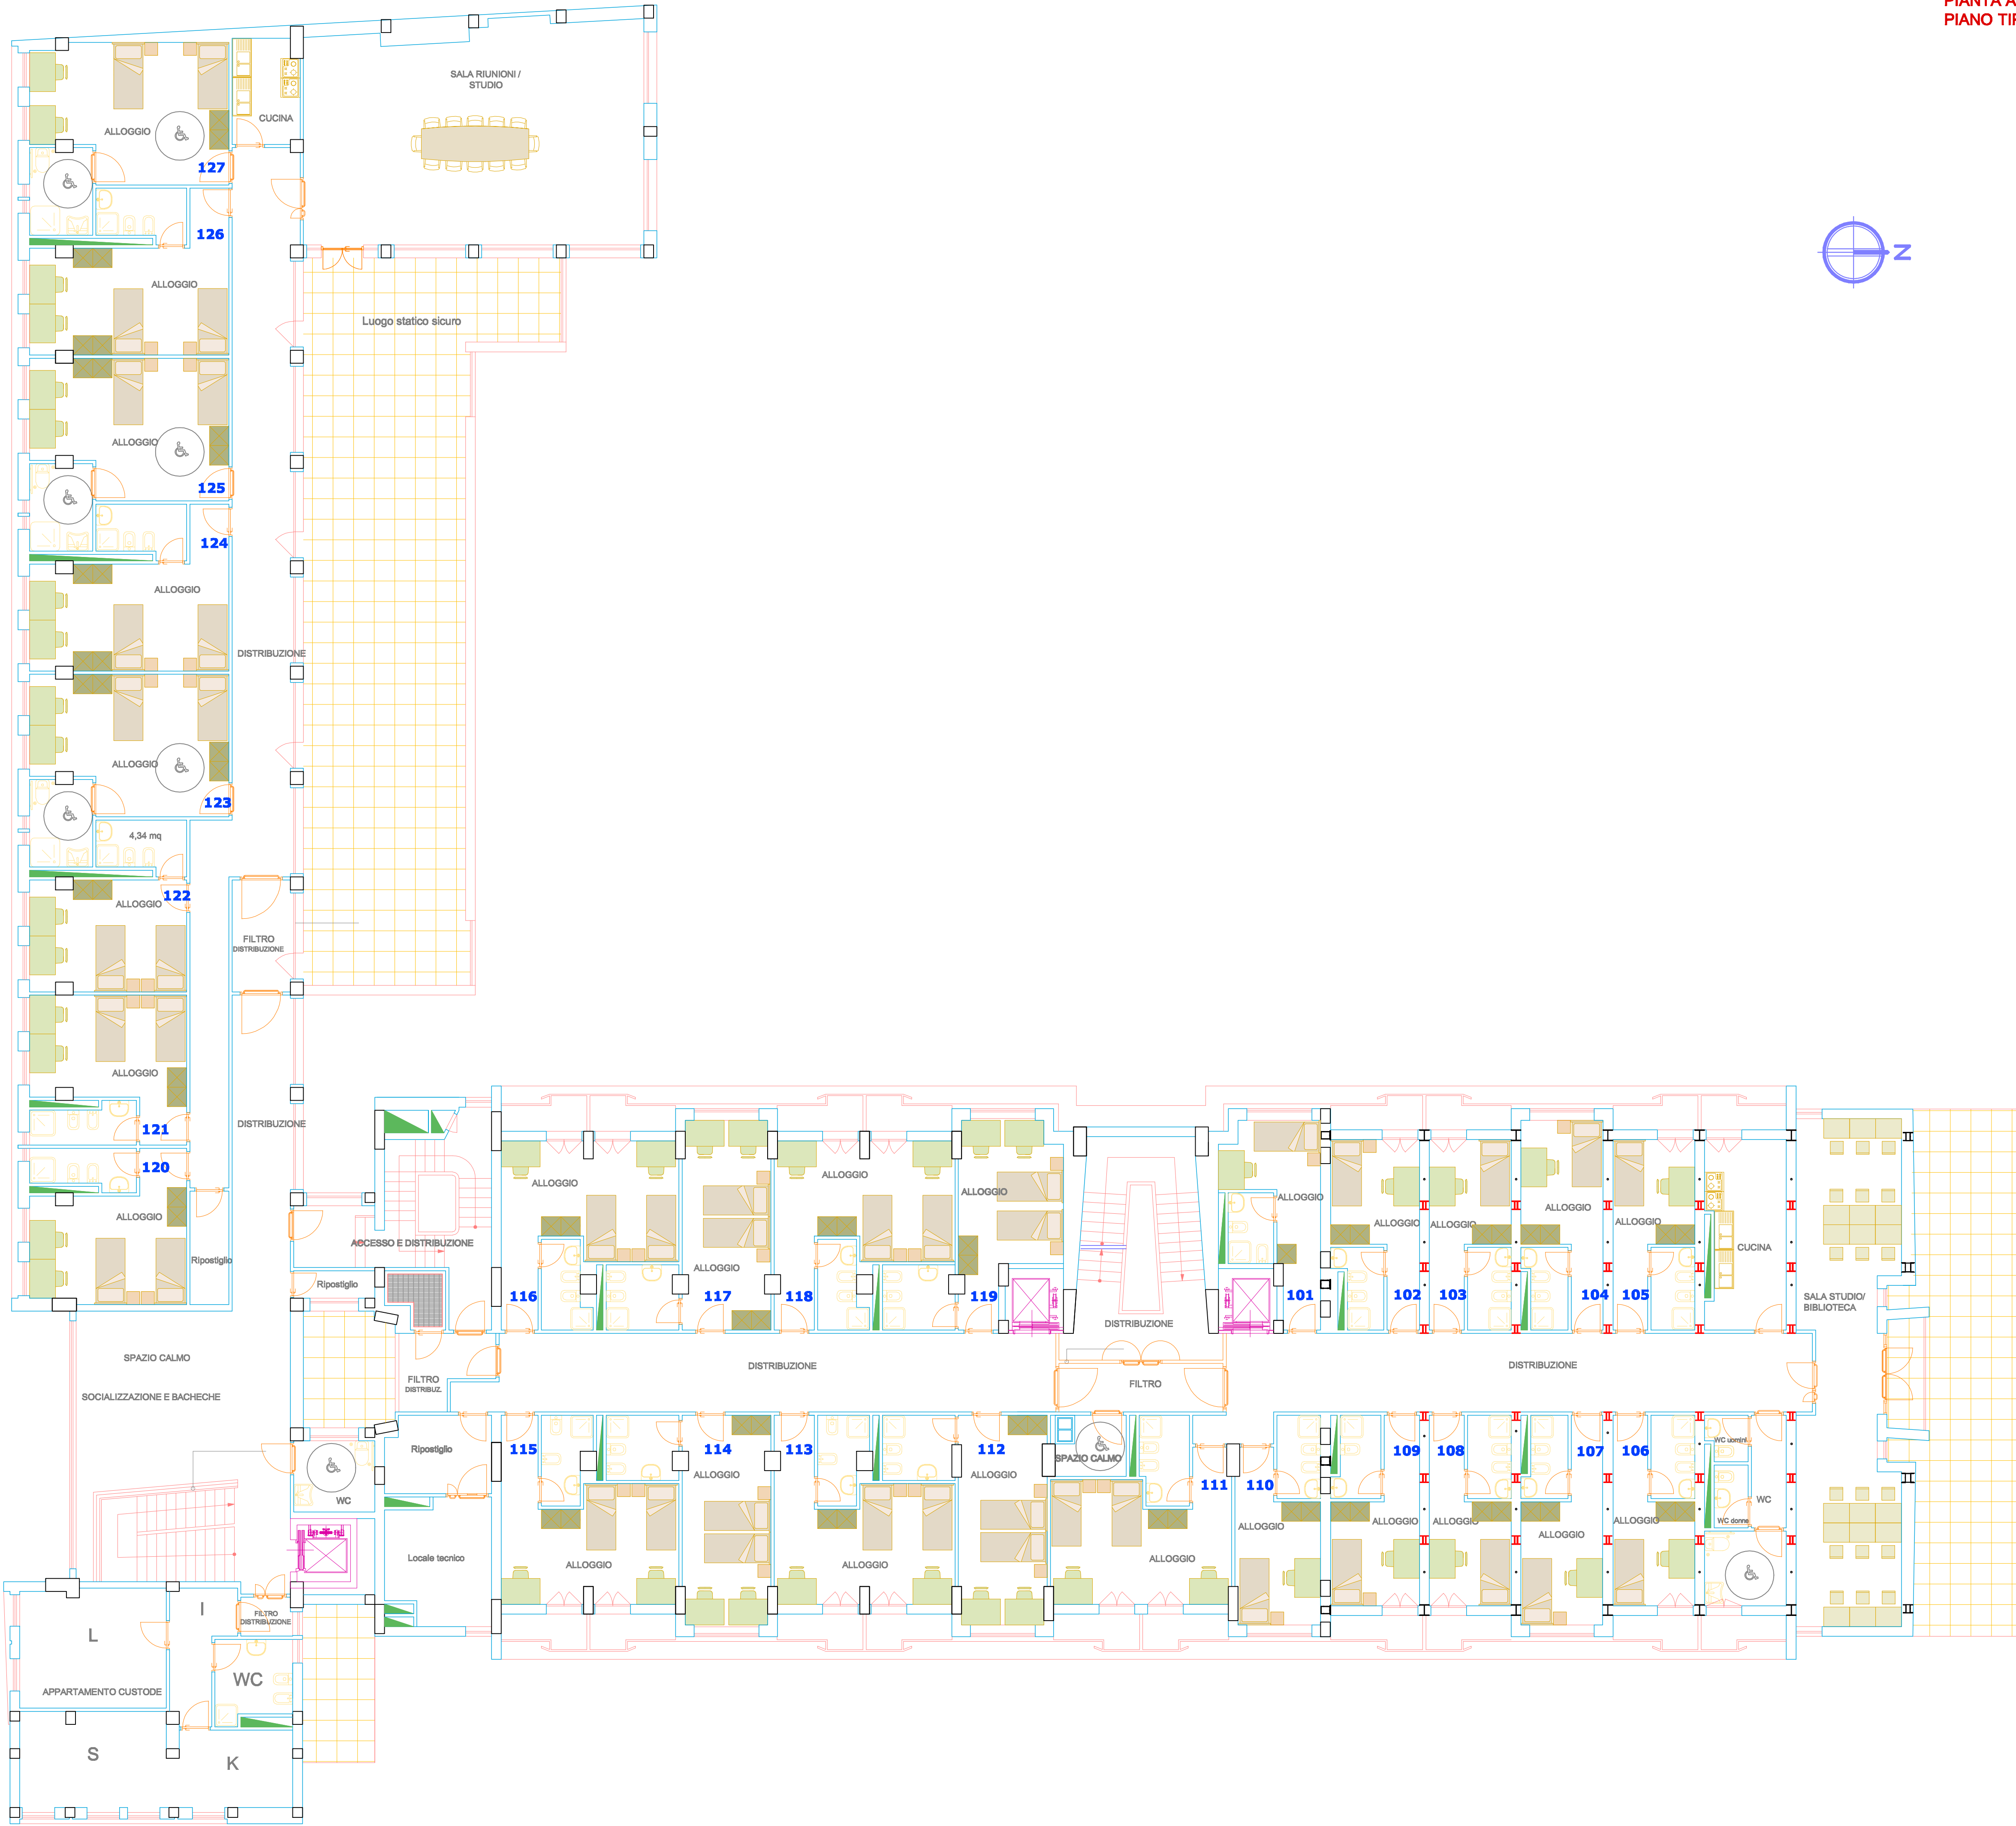 PIANTA A
PIANO TIP
SALA RIUNIONI /
STUDIO
CUCINA
ALLOGGIO
127
126
ALLOGGIO
N
Luogo statico sicuro
ALLOGGIO
125
124
ALLOGGIO
DISTRIBUZIONE
ALLOGGIO
123
4,34 mq
122
ALLOGGIO
FILTRO
DISTRIBUZIONE
ALLOGGIO
DISTRIBUZIONE
121
120
ALLOGGIO
Ripostiglio
ACCESSO E DISTRIBUZIONE
Ripostiglio
SPAZIO CALMO
SOCIALIZZAZIONE E BACHECHE
FILTRO
DISTRIBUZ.
ALLOGGIO
116
ALLOGGIO
117
ALLOGGIO
118
ALLOGGIO
119
DISTRIBUZIONE
DISTRIBUZIONE
FILTRO
ALLOGGIO
101
ALLOGGIO
102
ALLOGGIO
103
ALLOGGIO
104
ALLOGGIO
105
CUCINA
SALA STUDIO/
BIBLIOTECA
DISTRIBUZIONE
Ripostiglio
WC
Locale tecnico
115
ALLOGGIO
114
ALLOGGIO
113
ALLOGGIO
112
ALLOGGIO
SPAZIO CALMO
111
ALLOGGIO
110
ALLOGGIO
109
ALLOGGIO
108
ALLOGGIO
107
ALLOGGIO
106
ALLOGGIO
WC uomini
WC
WC donne
I
FILTRO
DISTRIBUZIONE
L
WC
APPARTAMENTO CUSTODE
S
K